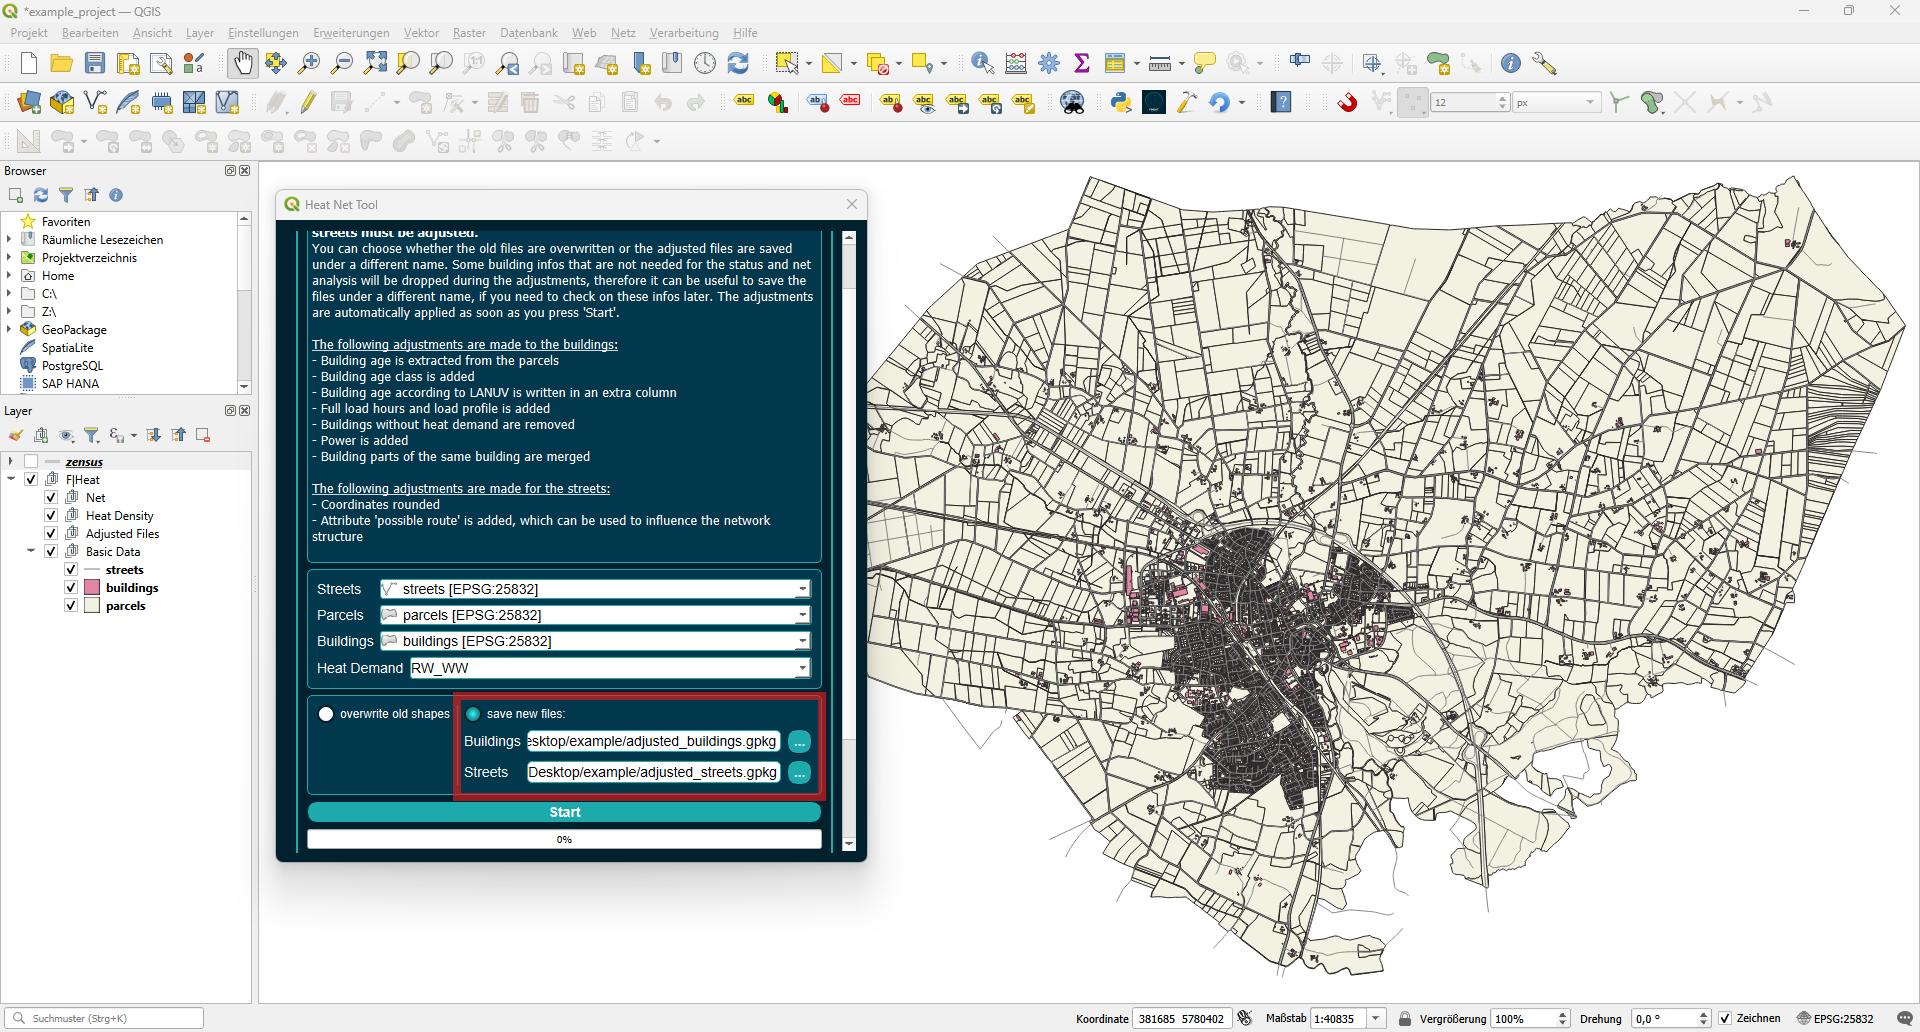 *example_project — QGIS
Projekt Bearbeiten Ansicht Layer Einstellungen Erweiterungen Vektor Raster Datenbank Web Netz Verarbeitung Hilfe
12 px
Browser
Favoriten
Räumliche Lesezeichen
Projektverzeichnis
Home
C:\
Z:\
GeoPackage
SpatiaLite
PostgreSQL
SAP HANA
Layer
zensus
F|Heat
Net
Heat Density
Adjusted Files
Basic Data
streets
buildings
parcels
Heat Net Tool
streets must be adjusted.
You can choose whether the old files are overwritten or the adjusted files are saved
under a different name. Some building infos that are not needed for the status and net
analysis will be dropped during the adjustments, therefore it can be useful to save the
files under a different name, if you need to check on these infos later. The adjustments
are automatically applied as soon as you press 'Start'.
The following adjustments are made to the buildings:
- Building age is extracted from the parcels
- Building age class is added
- Building age according to LANUV is written in an extra column
- Full load hours and load profile is added
- Buildings without heat demand are removed
- Power is added
- Building parts of the same building are merged
The following adjustments are made for the streets:
- Coordinates rounded
- Attribute 'possible route' is added, which can be used to influence the network
structure
Streets streets [EPSG:25832]
Parcels parcels [EPSG:25832]
Buildings buildings [EPSG:25832]
Heat Demand RW_WW
overwrite old shapes save new files:
Buildings esktop/example/adjusted_buildings.gpkg ...
Streets Desktop/example/adjusted_streets.gpkg ...
Start
0%
Suchmuster (Strg+K)
Koordinate 381685 5780402 Maßstab 1:40835 Vergrößerung 100% Drehung 0,0 ° Zeichnen EPSG:25832